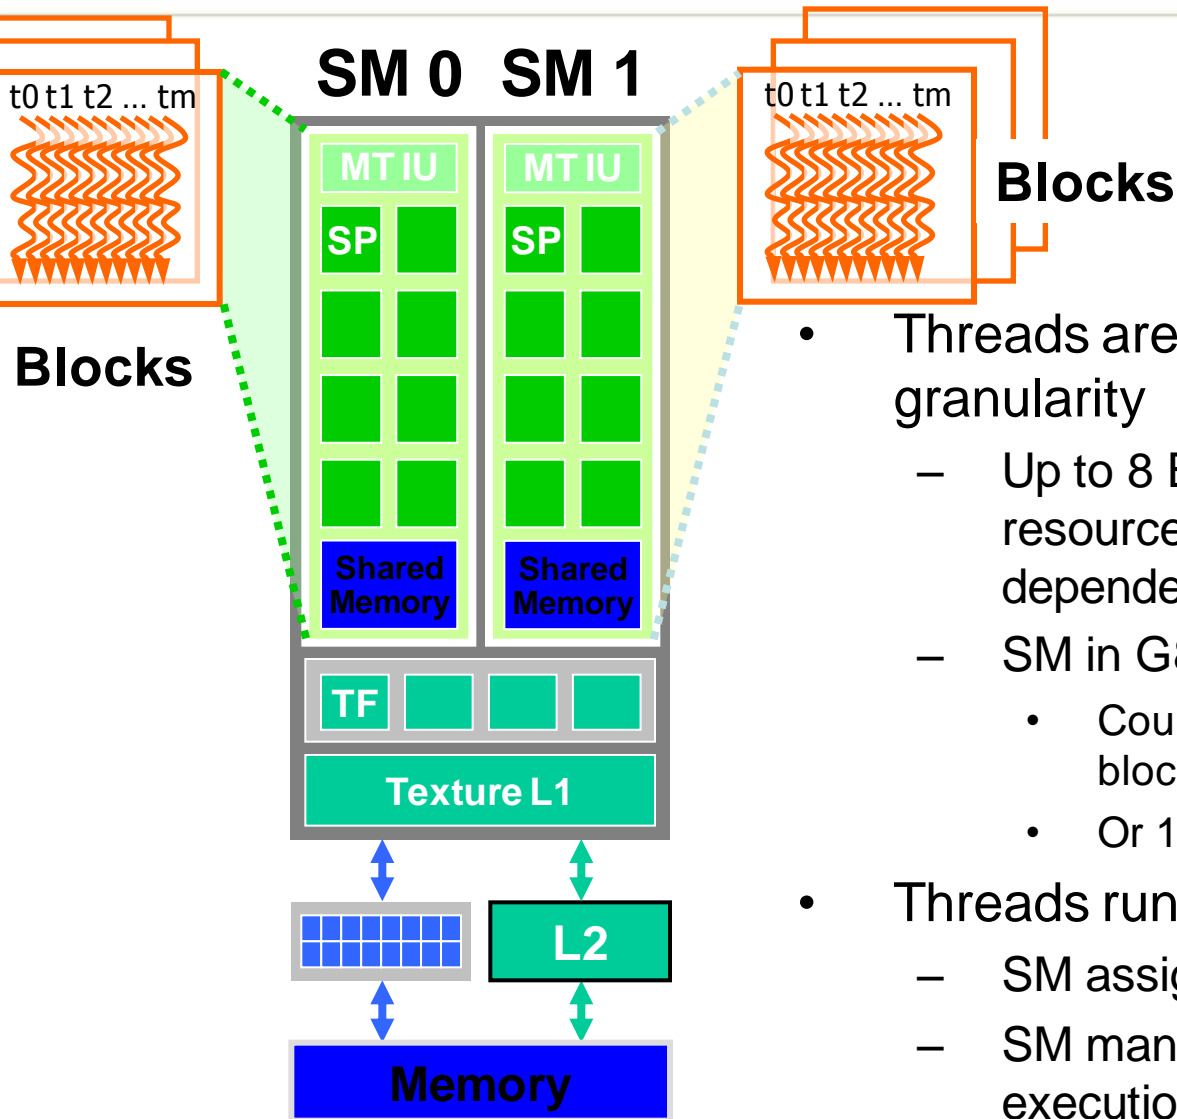 SM 0 SM 1
t0 t1 t2 ... tm
Blocks
t0 t1 t2 ... tm
Blocks
MT IU
MT IU
SP
SP
Shared
Memory
Shared
Memory
TF
Texture L1
L2
Memory
• Threads are
granularity
– Up to 8
resource
depende
– SM in
• Cou
bloc
• Or 1
• Threads run
– SM assig
– SM man
executio